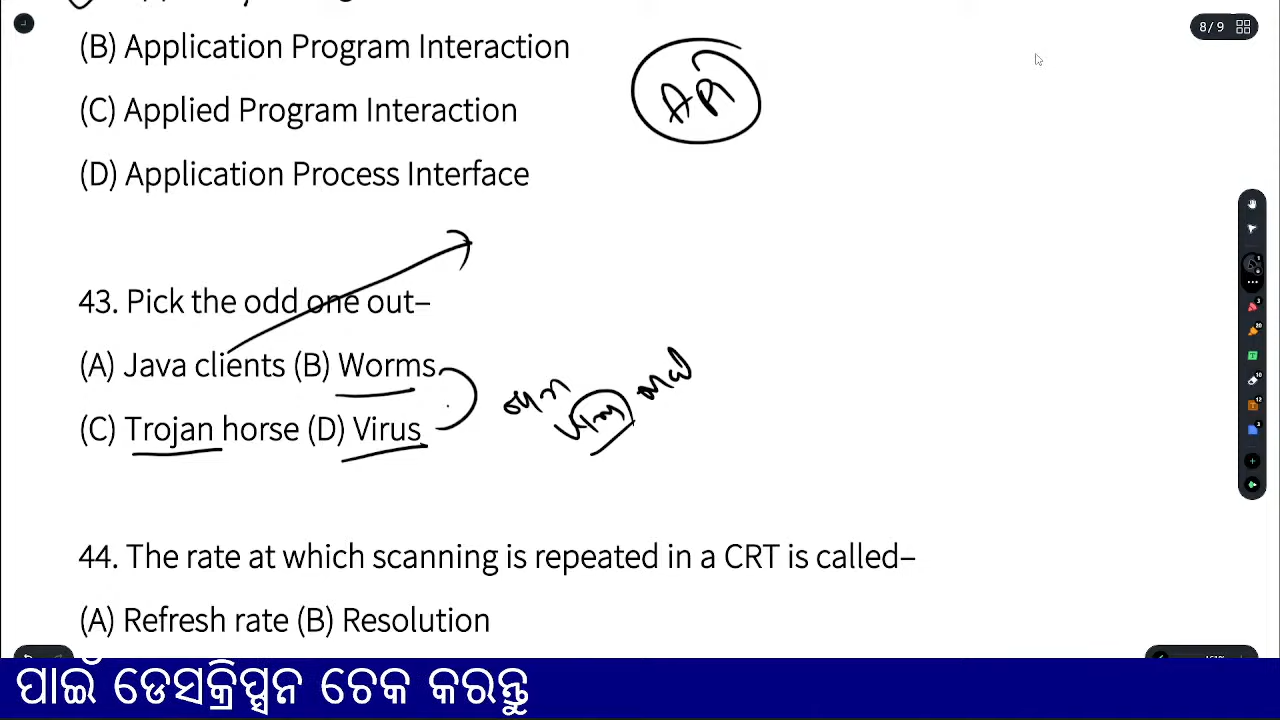 8/9
(B) Application Program Interaction
API
(C) Applied Program Interaction
(D) Application Process Interface
43. Pick the odd one out–
(A) Java clients (B) Worms
(C) Trojan horse (D) Virus
44. The rate at which scanning is repeated in a CRT is called–
(A) Refresh rate (B) Resolution
ପାଇଁ ଡେସକ୍ରିପ୍ସନ ଚେକ କରନ୍ତୁ